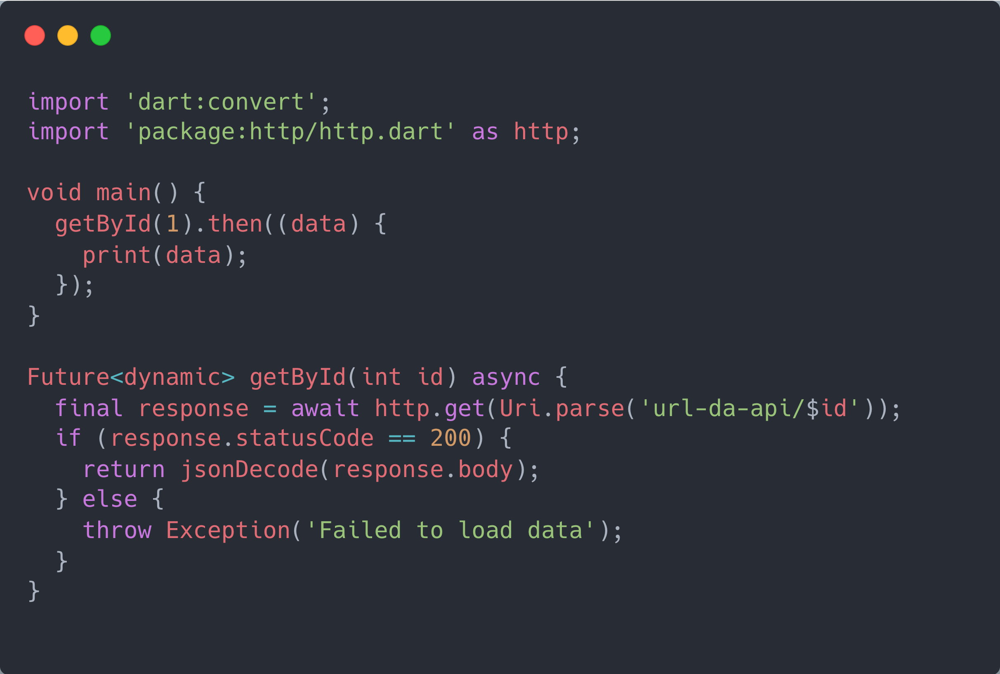 import 'dart:convert';
import 'package:http/http.dart' as http;

void main() {
  getById(1).then((data) {
    print(data);
  });
}

Future<dynamic> getById(int id) async {
  final response = await http.get(Uri.parse('url-da-api/$id'));
  if (response.statusCode == 200) {
    return jsonDecode(response.body);
  } else {
    throw Exception('Failed to load data');
  }
}